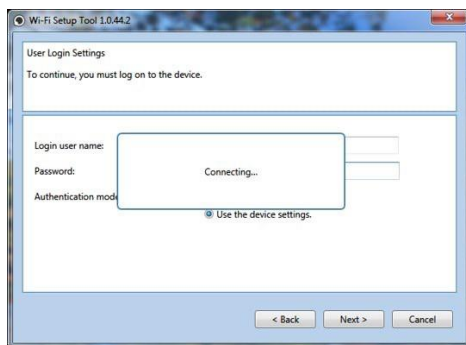 Wi-Fi Setup Tool 1.0.44.2
User Login Settings
To continue, you must log on to the device.
Login user name:
Password:
Connecting...
Authentication mode
Use the device settings.
< Back Next > Cancel